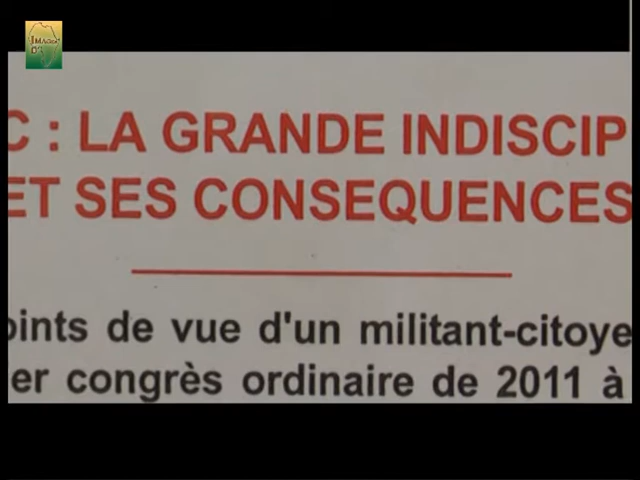 C : LA GRANDE INDISCIP
ET SES CONSEQUENCES
oints de vue d'un militant-citoye
er congrès ordinaire de 2011 à